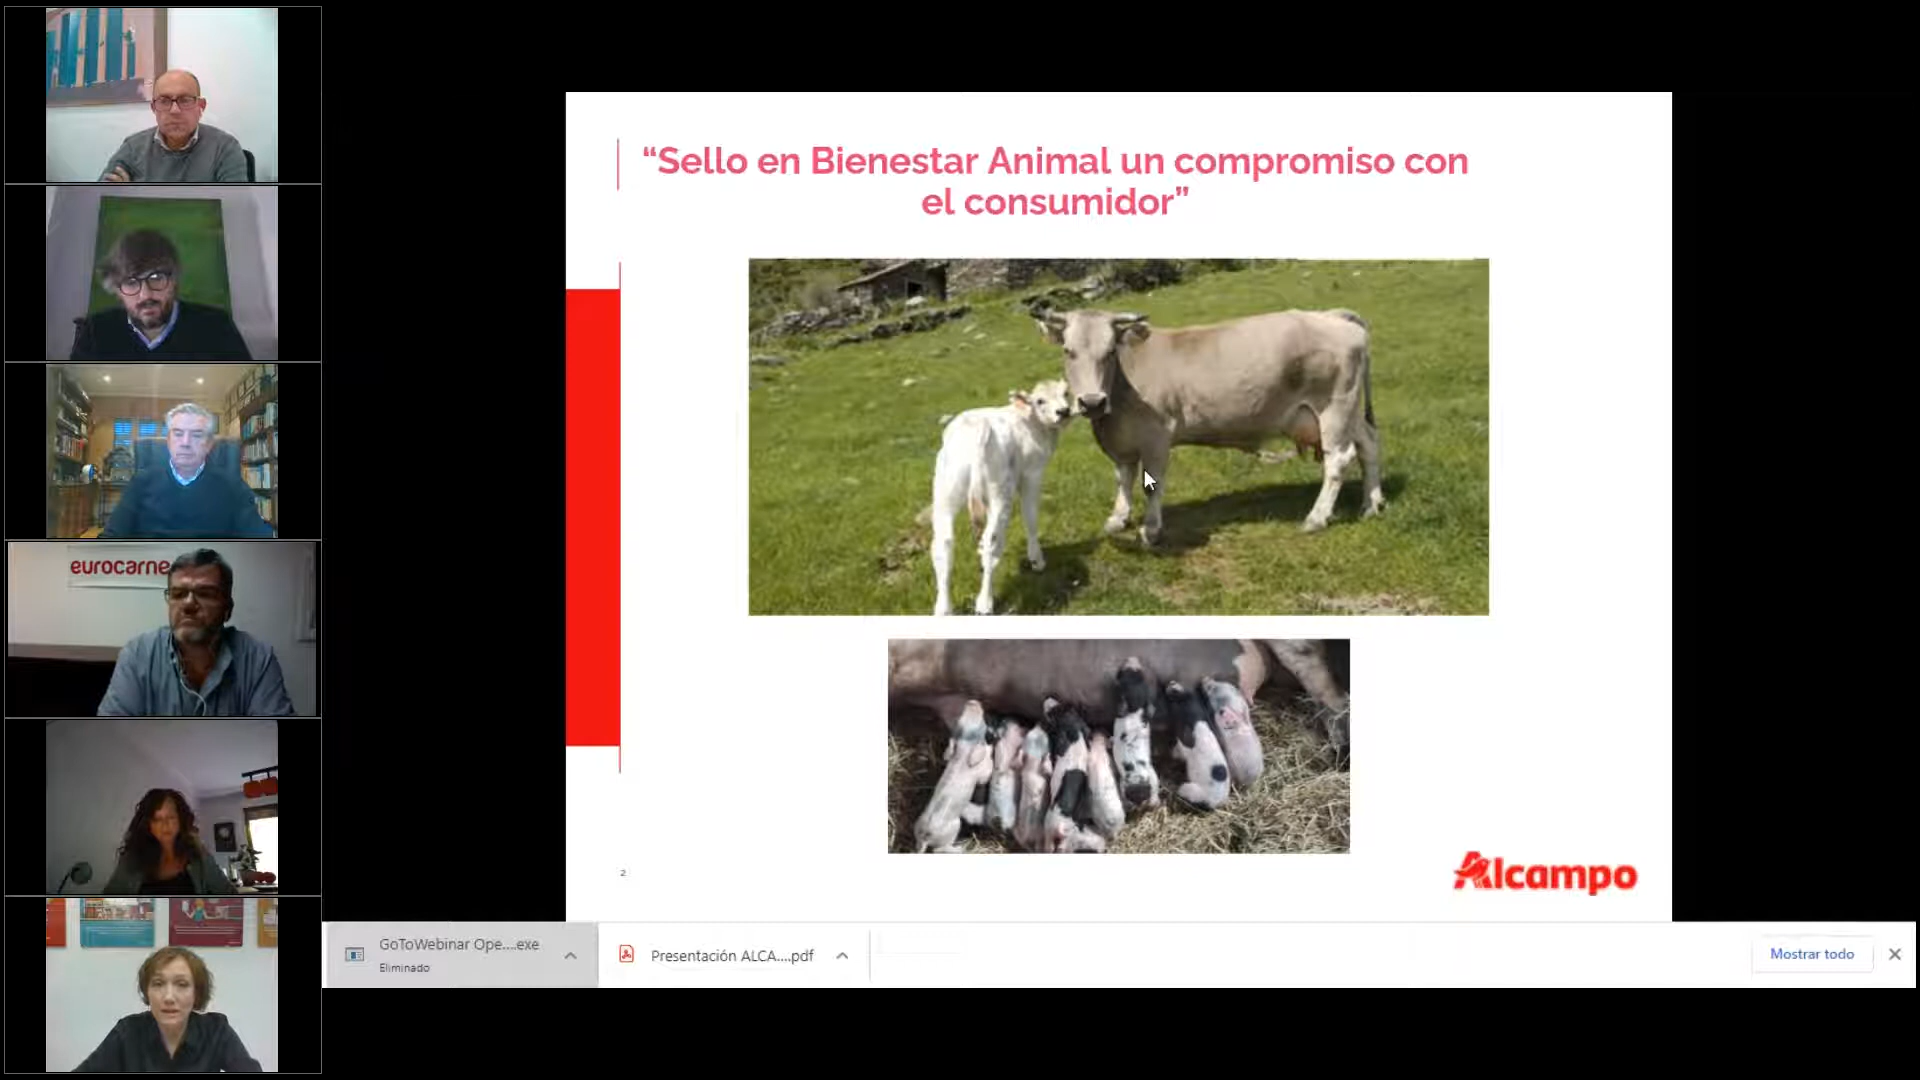 eurocarne
“Sello en Bienestar Animal un compromiso con
el consumidor”
2
Alcampo
GoToWebinar Ope....exe
Eliminado
Presentación ALCA....pdf
Mostrar todo